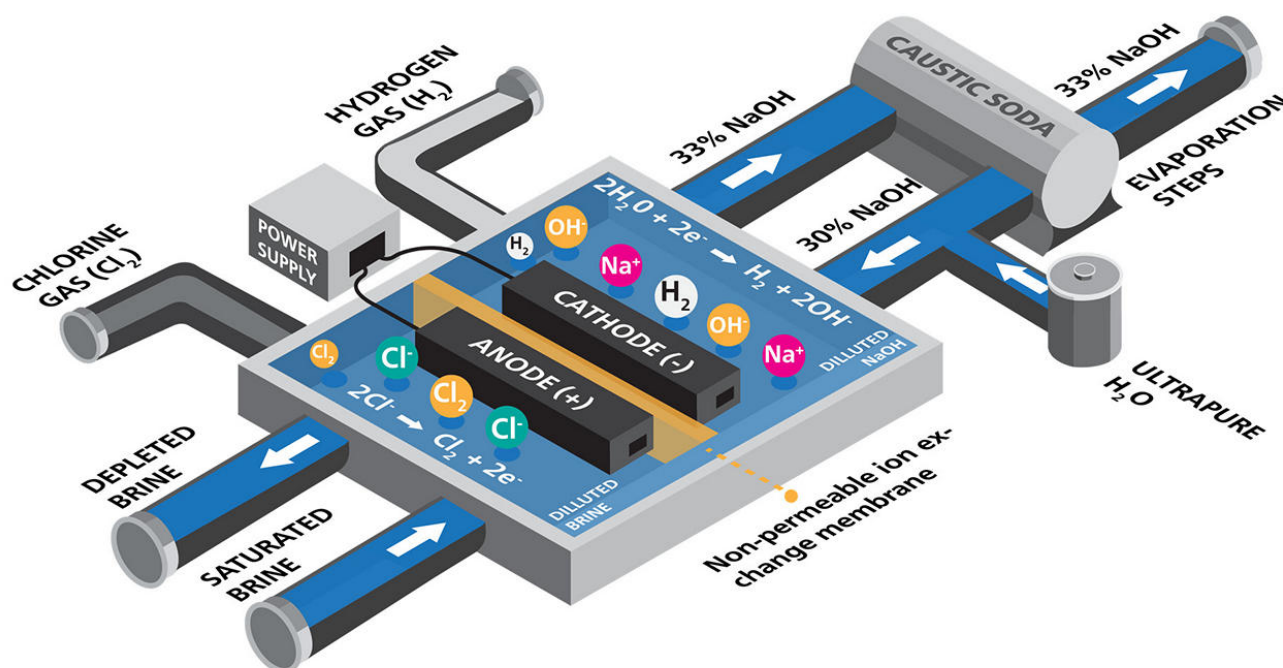 HYDROGEN
GAS (H₂)
CHLORINE
GAS (Cl₂)
POWER
SUPPLY
33% NaOH
CAUSTIC SODA
33% NaOH
EVAPORATION
STEPS
30% NaOH
ULTRAPURE
H₂O
2H₂0 + 2e⁻ → H₂ + 2OH⁻
H₂
OH⁻
Na⁺
H₂
OH⁻
Na⁺
DILLUTED
NaOH
CATHODE (-)
ANODE (+)
Cl₂
Cl⁻
Cl₂
Cl⁻
2Cl⁻ → Cl₂ + 2e⁻
DILLUTED
BRINE
DEPLETED
BRINE
SATURATED
BRINE
Non-permeable ion ex-
change membrane